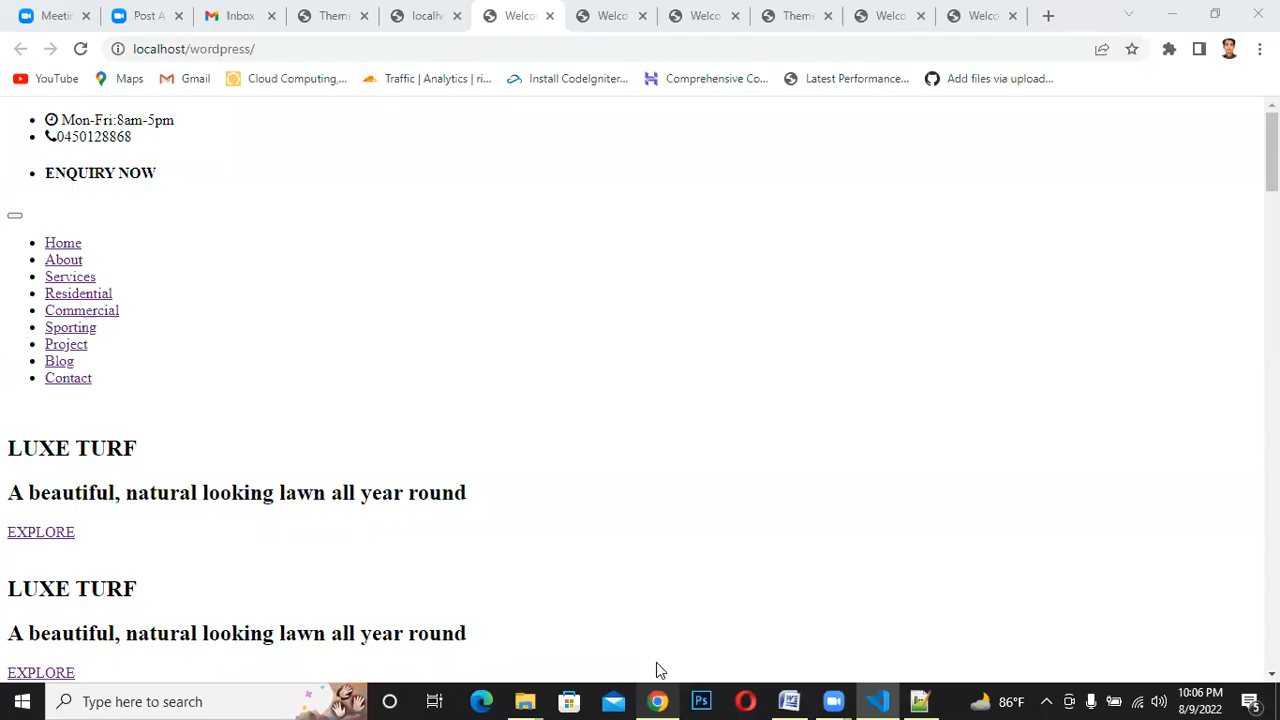 Meetin
Post A
Inbox
Them
localh
Welco
Welco
Welco
Them
Welco
Welco
localhost/wordpress/
YouTube
Maps
Gmail
Cloud Computing,...
Traffic | Analytics | ri...
Install CodeIgniter...
Comprehensive Co...
Latest Performance...
Add files via upload...
Mon-Fri:8am-5pm
0450128868
ENQUIRY NOW
Home
About
Services
Residential
Commercial
Sporting
Project
Blog
Contact
LUXE TURF
A beautiful, natural looking lawn all year round
EXPLORE
LUXE TURF
A beautiful, natural looking lawn all year round
EXPLORE
Type here to search
Ps
86°F
10:06 PM
8/9/2022
5